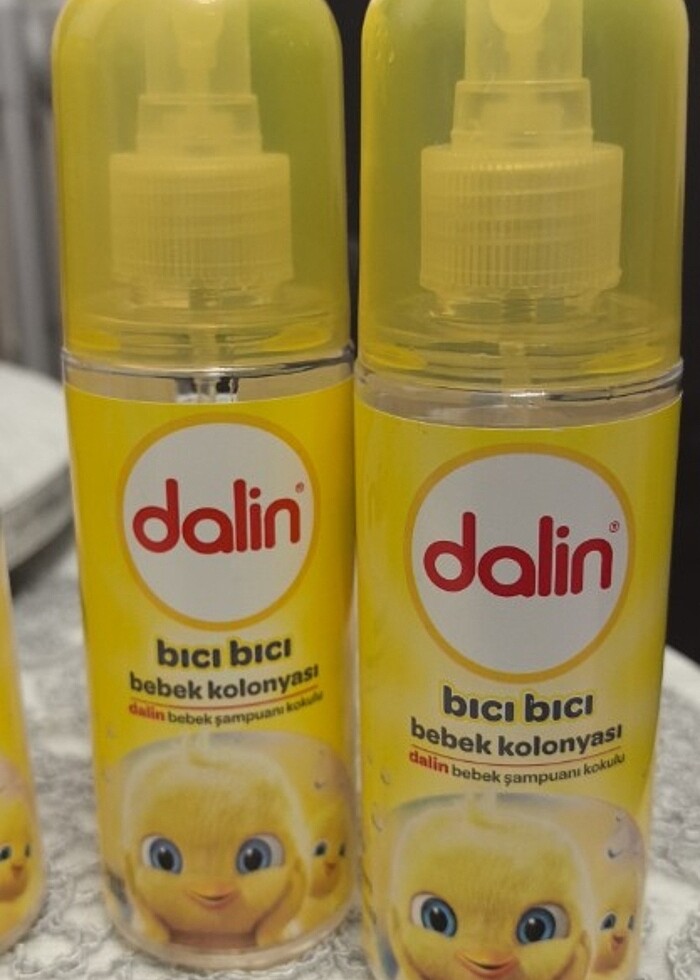 dalin®
bıcı bıcı
bebek kolonyası
dalin bebek şampuanı kokulu
dalin®
bıcı bıcı
bebek kolonyası
dalin bebek şampuanı kokulu